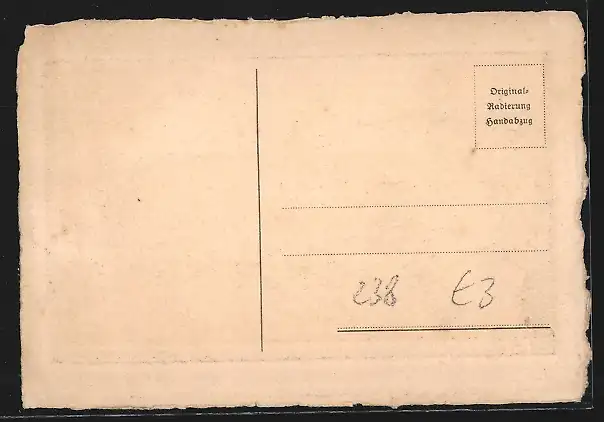 Original-
Radierung
Handabzug
238 E3